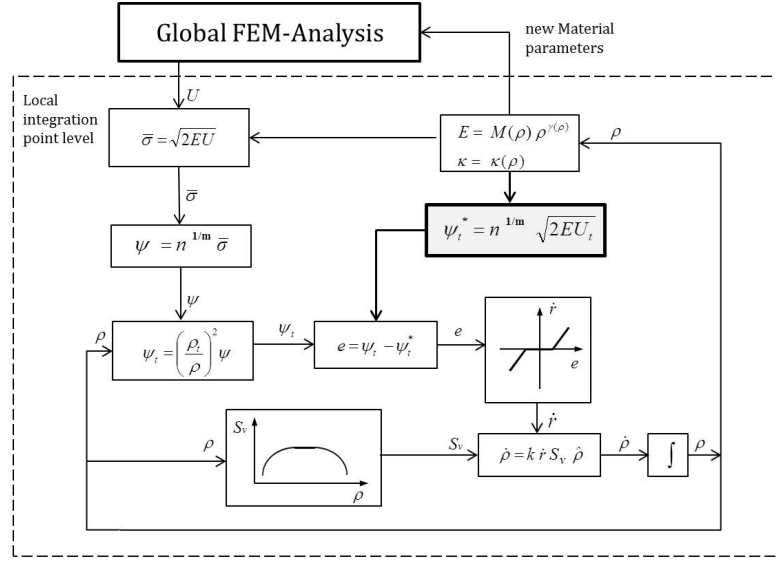 Global FEM-Analysis
new Material
parameters
Local
integration
point level
U
σ̅ = √2EU
E = M(ρ) ρ^γ(ρ)
κ = κ(ρ)
ρ
σ̅
ψ = n^1/m σ̅
ψ_t^* = n^1/m √2EU_t
ψ
ρ
ψ_t = (ρ_t/ρ)^2 ψ
ψ_t
e = ψ_t − ψ_t^*
e
ṙ
e
ṙ
ρ
S_v
ρ
S_v
ρ̇ = k ṙ S_v ρ̂
ρ̇
∫
ρ